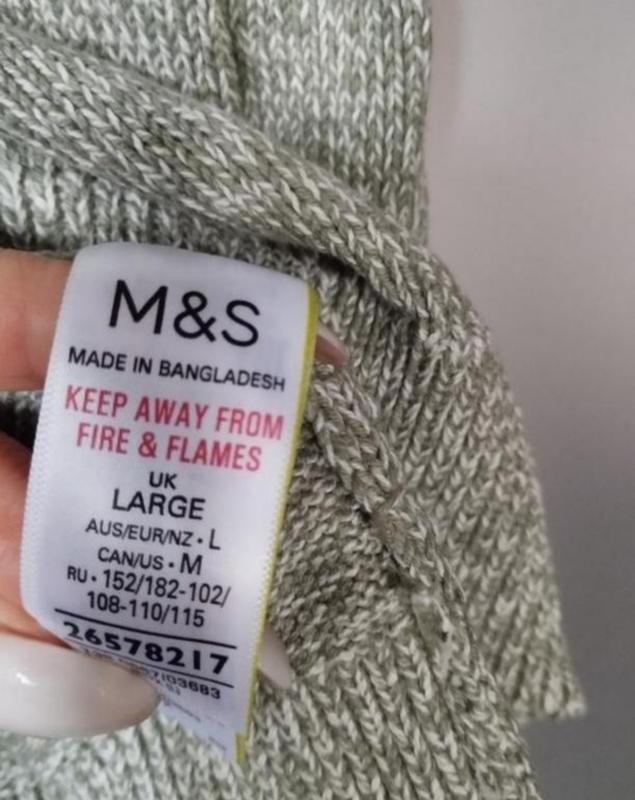 M&S
MADE IN BANGLADESH
KEEP AWAY FROM
FIRE & FLAMES
UK
LARGE
AUS/EUR/NZ • L
CAN/US • M
RU • 152/182-102/
108-110/115
26578217
/03683